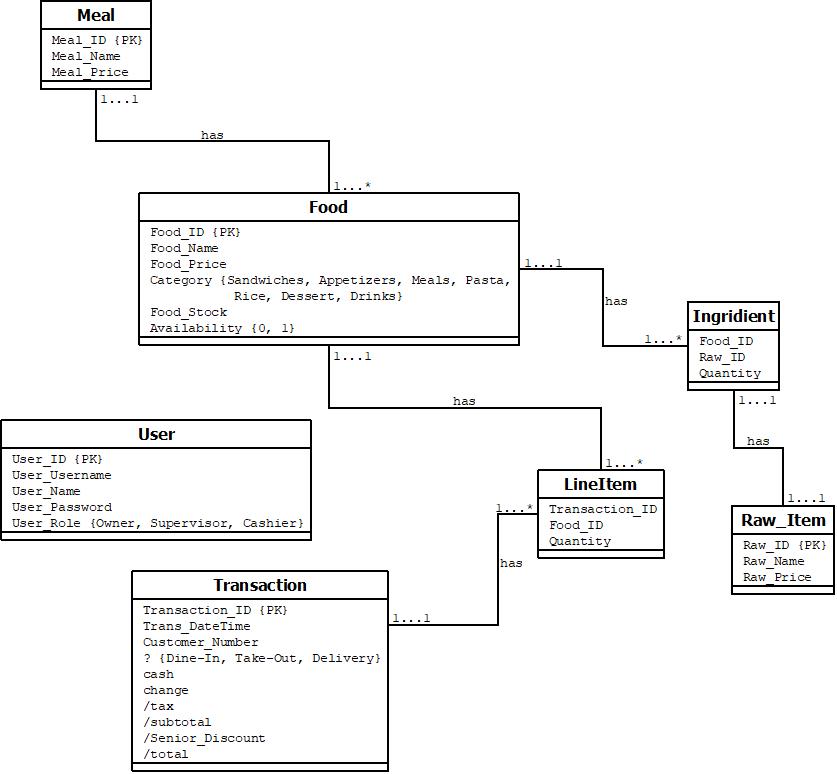 Meal
Meal_ID {PK}
Meal_Name
Meal_Price
1...1
has
1...*
Food
Food_ID {PK}
Food_Name
Food_Price
Category {Sandwiches, Appetizers, Meals, Pasta,
Rice, Dessert, Drinks}
Food_Stock
Availability {0, 1}
1...1
has
1...*
Ingridient
Food_ID
Raw_ID
Quantity
1...1
has
1...1
Raw_Item
Raw_ID {PK}
Raw_Name
Raw_Price
1...1
has
1...*
LineItem
Transaction_ID
Food_ID
Quantity
1...*
has
1...1
User
User_ID {PK}
User_Username
User_Name
User_Password
User_Role {Owner, Supervisor, Cashier}
Transaction
Transaction_ID {PK}
Trans_DateTime
Customer_Number
? {Dine-In, Take-Out, Delivery}
cash
change
/tax
/subtotal
/Senior_Discount
/total